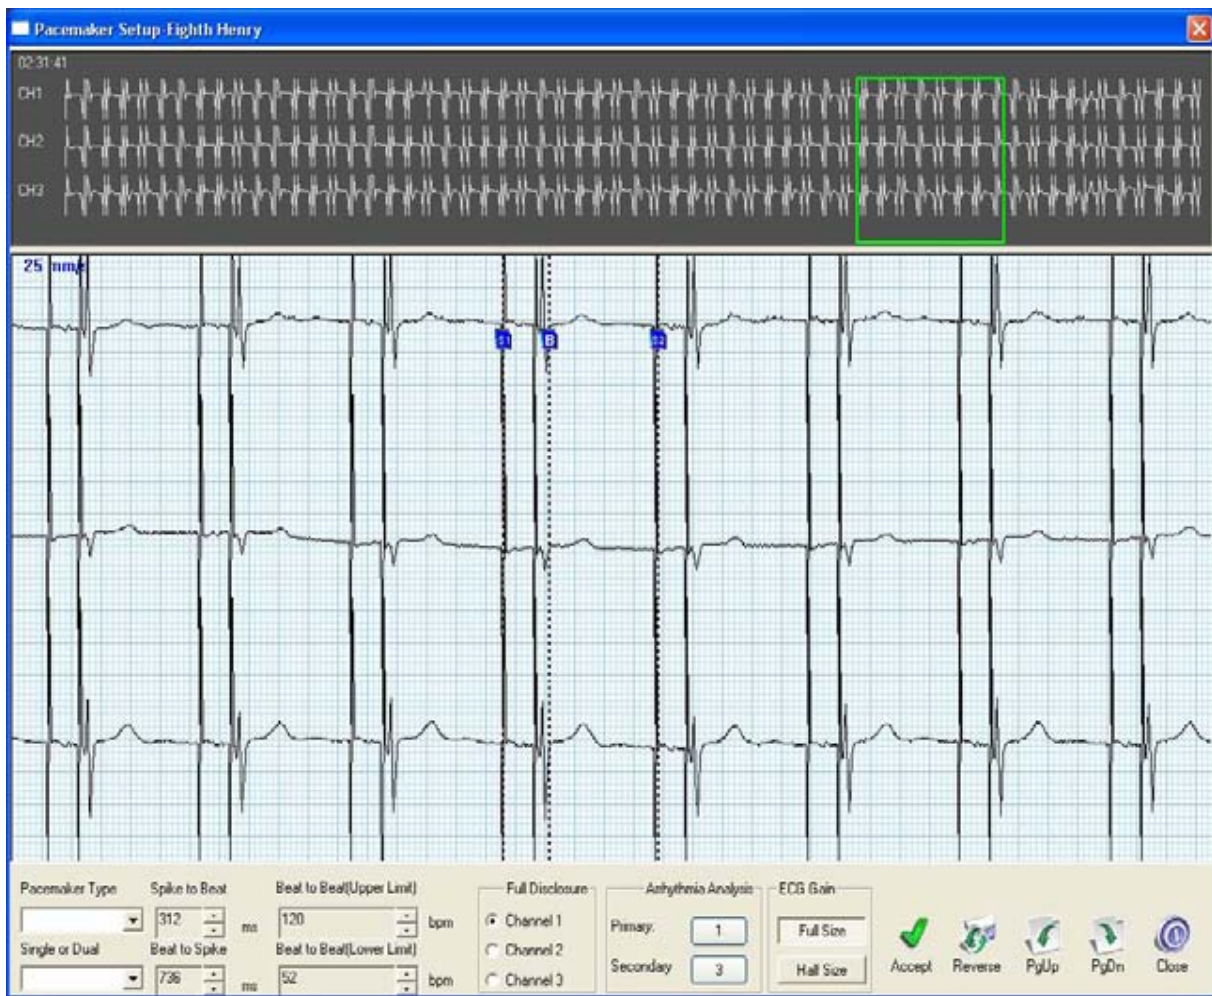 Pacemaker Setup-Eighth Henry
02:31:41
CH1
CH2
CH3
25 mm/s
S1 B S2
Pacemaker Type Spike to Beat Beat to Beat(Upper Limit) Full Disclosure Arrhythmia Analysis ECG Gain
312 ms 120 bpm Channel 1 Primary: 1 Full Size
Single or Dual Beat to Spike Beat to Beat(Lower Limit) Channel 2
736 ms 52 bpm Channel 3 Secondary 3 Half Size
Accept Reverse PgUp PgDn Close